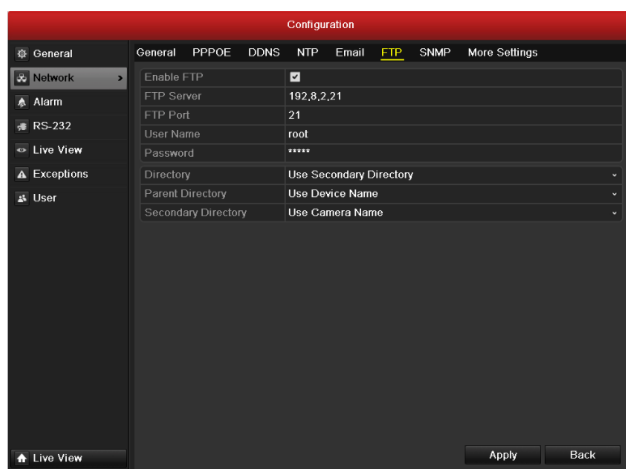 Configuration
General
Network
Alarm
RS-232
Live View
Exceptions
User
General PPPOE DDNS NTP Email FTP SNMP More Settings
Enable FTP
FTP Server 192,8,2,21
FTP Port 21
User Name root
Password *****
Directory Use Secondary Directory
Parent Directory Use Device Name
Secondary Directory Use Camera Name
Live View
Apply Back